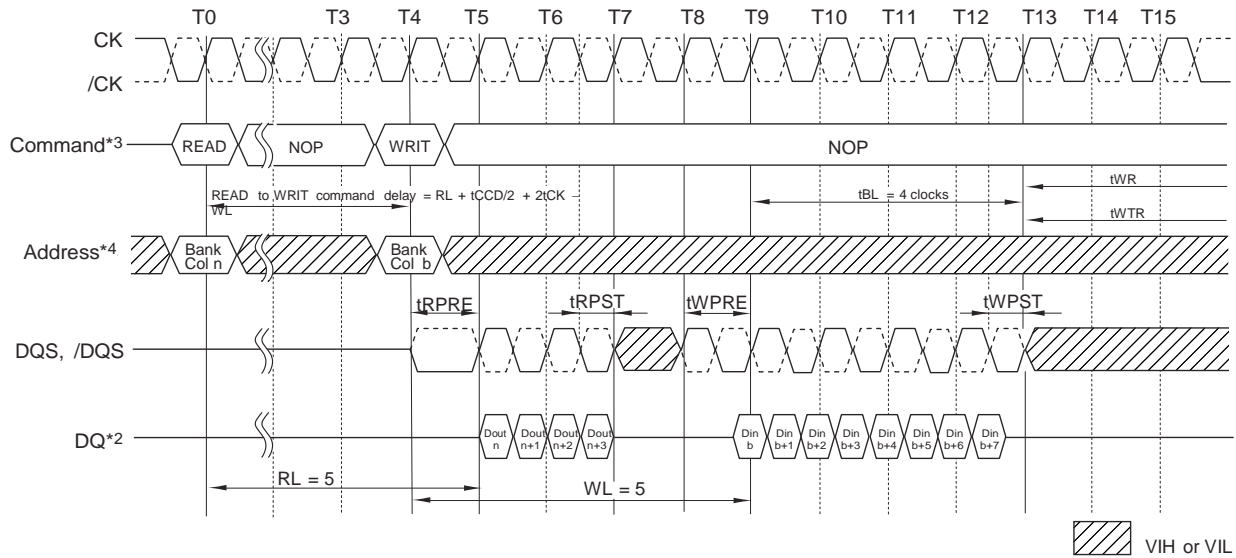 T0 T3 T4 T5 T6 T7 T8 T9 T10 T11 T12 T13 T14 T15
CK
/CK
Command*3
READ
NOP
WRIT
NOP
READ to WRIT command delay = RL + tCCD/2 + 2tCK –
WL
tBL = 4 clocks
tWR
tWTR
Address*4
Bank
Col n
Bank
Col b
tRPRE
tRPST
tWPRE
tWPST
DQS, /DQS
DQ*2
Dout
n
Dout
n+1
Dout
n+2
Dout
n+3
Din
b
Din
b+1
Din
b+2
Din
b+3
Din
b+4
Din
b+5
Din
b+6
Din
b+7
RL = 5
WL = 5
VIH or VIL